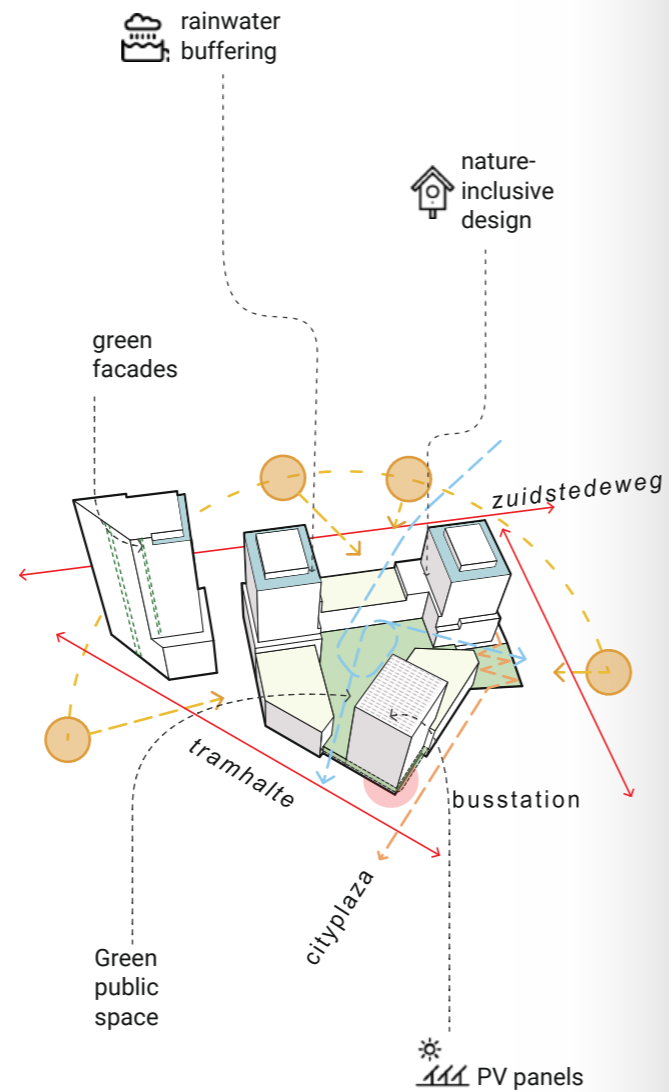 rainwater
buffering
nature-
inclusive
design
green
facades
zuidstedeweg
tramhalte
busstation
cityplaza
Green
public
space
PV panels